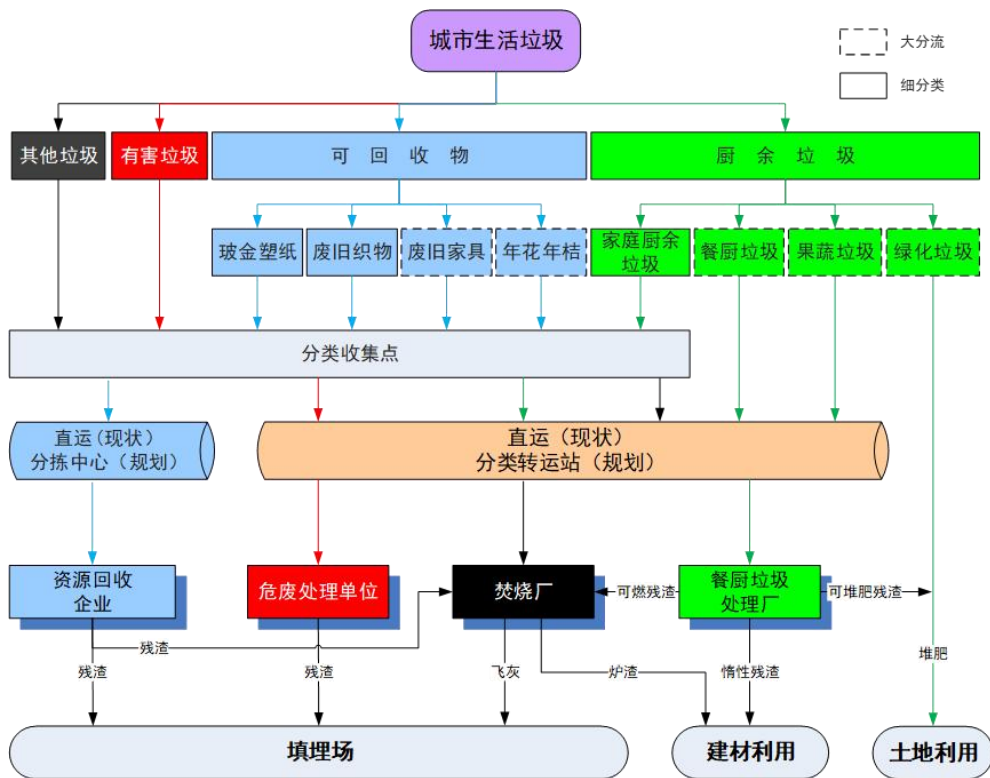 城市生活垃圾
大分流
细分类
其他垃圾
有害垃圾
可回收物
厨余垃圾
玻金塑纸
废旧织物
废旧家具
年花年桔
家庭厨余
垃圾
餐厨垃圾
果蔬垃圾
绿化垃圾
分类收集点
直运(现状)
分拣中心（规划）
直运（现状）
分类转运站（规划）
资源回收
企业
危废处理单位
焚烧厂
可燃残渣
餐厨垃圾
处理厂
可堆肥残渣
残渣
残渣
残渣
飞灰
炉渣
惰性残渣
堆肥
填埋场
建材利用
土地利用